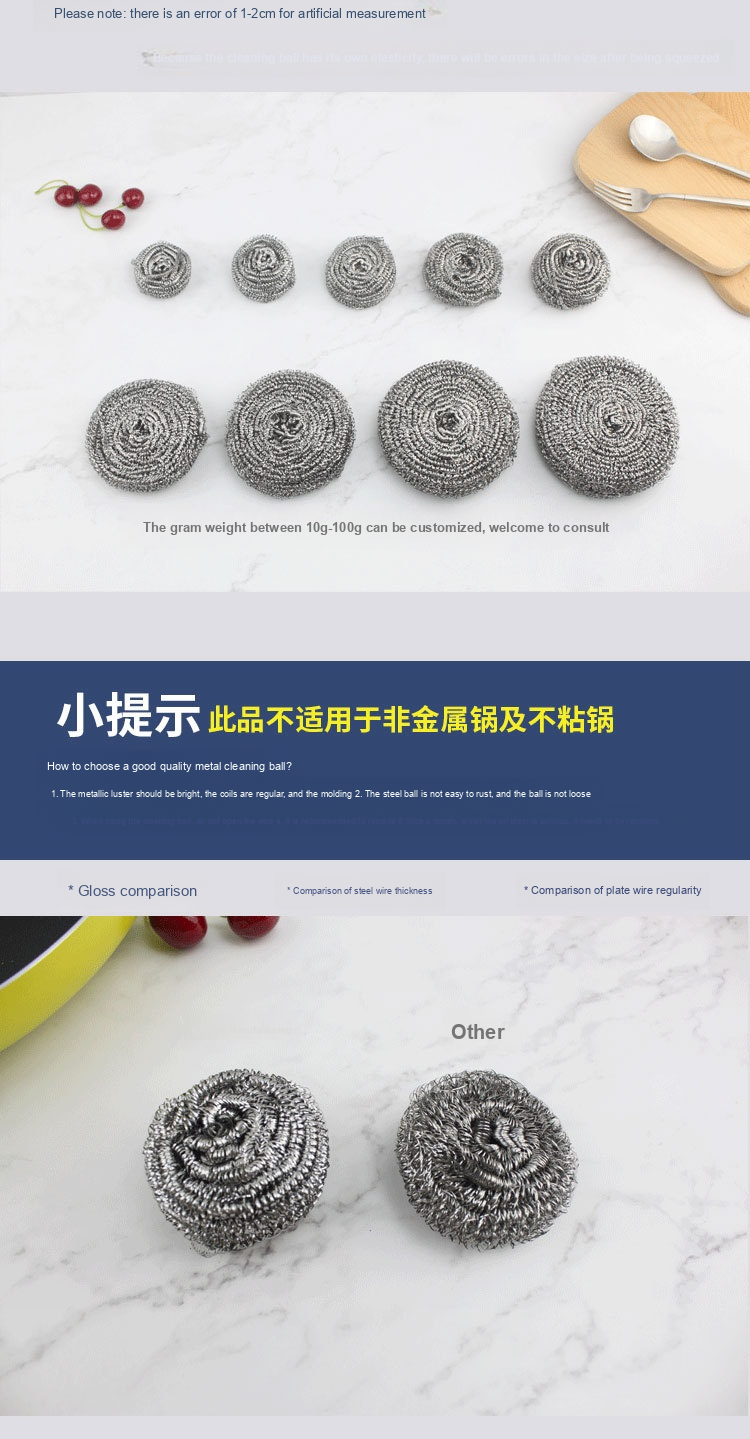 Please note: there is an error of 1-2cm for artificial measurement
The gram weight between 10g-100g can be customized, welcome to consult
小提示 此品不适用于非金属锅及不粘锅
How to choose a good quality metal cleaning ball?
1. The metallic luster should be bright, the coils are regular, and the molding 2. The steel ball is not easy to rust, and the ball is not loose
* Gloss comparison * Comparison of steel wire thickness * Comparison of plate wire regularity
Other